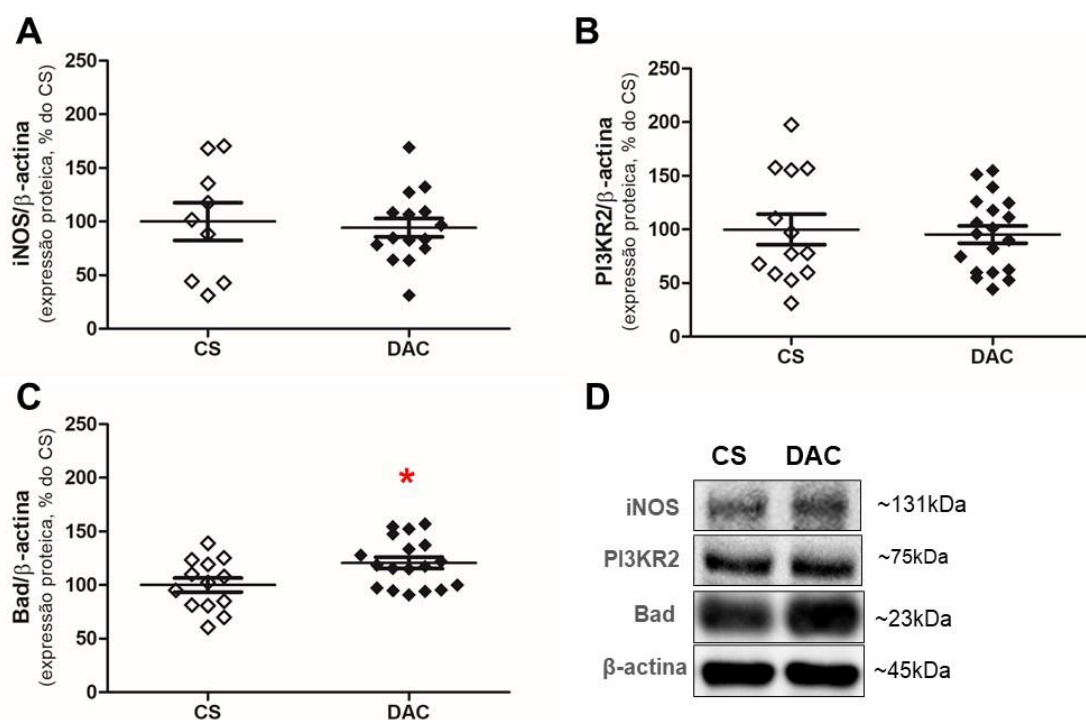 A
iNOS/β-actina
(expressão proteica, % do CS)
250
200
150
100
50
0
CS
DAC
B
PI3KR2/β-actina
(expressão proteica, % do CS)
250
200
150
100
50
0
CS
DAC
C
Bad/β-actina
(expressão proteica, % do CS)
250
200
150
100
50
0
*
CS
DAC
D
CS DAC
iNOS ~131kDa
PI3KR2 ~75kDa
Bad ~23kDa
β-actina ~45kDa